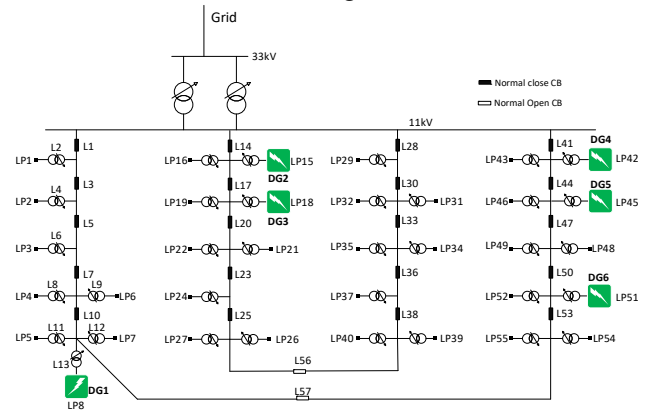 Grid
33kV
Normal close CB
Normal Open CB
11kV
L2 L1 L14 L28 L41 DG4
LP1 LP16 LP15 LP29 LP43 LP42
DG2
L4 L3 L17 L30 L44 DG5
LP2 LP19 LP18 LP32 LP31 LP46 LP45
DG3
L5 L20 L33 L47
L6
LP3 LP22 LP21 LP35 LP34 LP49 LP48
L7 L23 L36 L50 DG6
L8 L9
LP4 LP6 LP24 LP37 LP52 LP51
L10 L25 L38 L53
L11 L12
LP5 LP7 LP27 LP26 LP40 LP39 LP55 LP54
L56
L13
DG1 L57
LP8